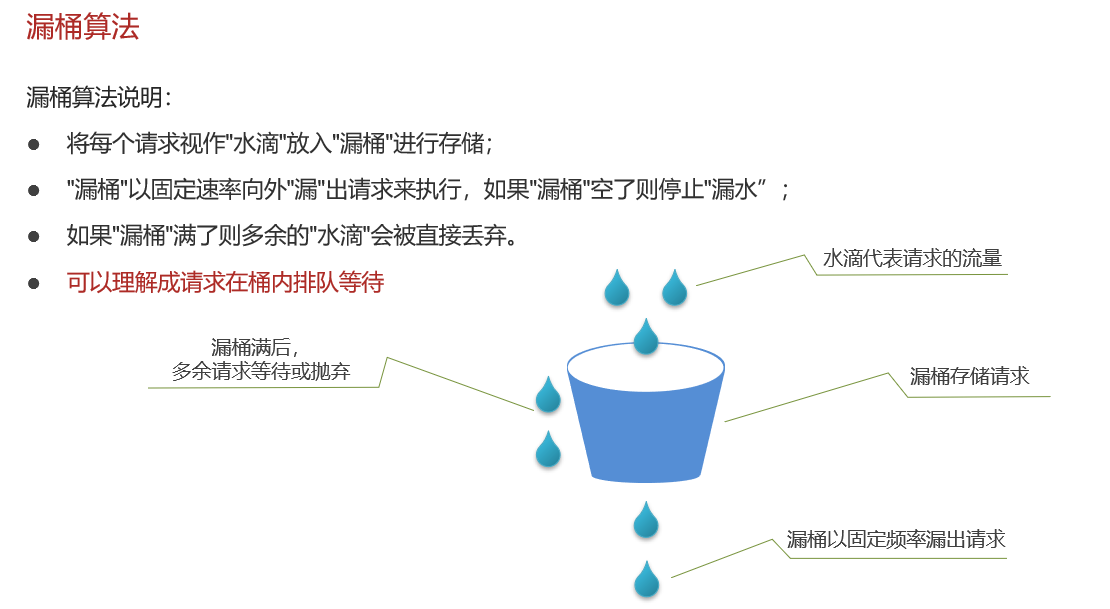 漏桶算法
漏桶算法说明：
● 将每个请求视作"水滴"放入"漏桶"进行存储；
● "漏桶"以固定速率向外"漏"出请求来执行，如果"漏桶"空了则停止"漏水”；
● 如果"漏桶"满了则多余的"水滴"会被直接丢弃。
● 可以理解成请求在桶内排队等待
水滴代表请求的流量
漏桶满后，
多余请求等待或抛弃
漏桶存储请求
漏桶以固定频率漏出请求